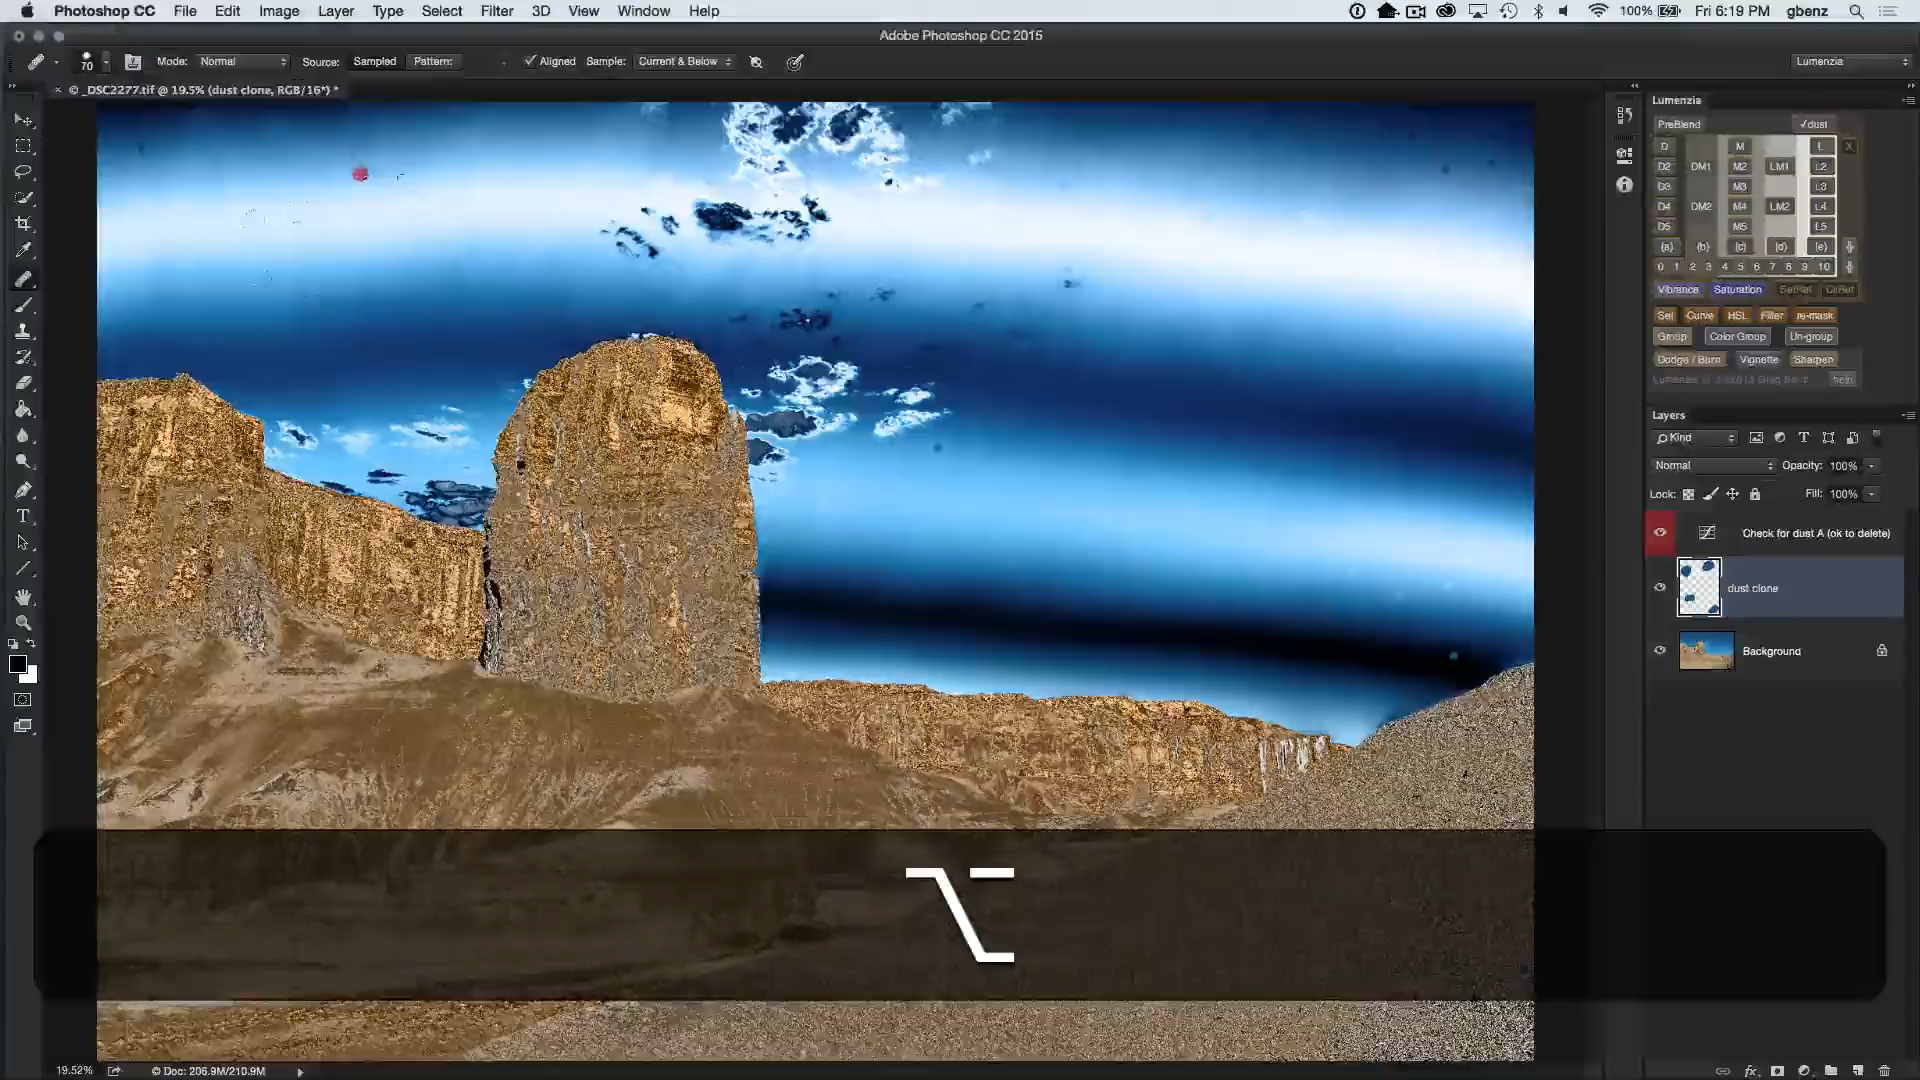 Photoshop CC File Edit Image Layer Type Select Filter 3D View Window Help 100% Fri 6:19 PM gbenz
Adobe Photoshop CC 2015
70 Mode: Normal Source: Sampled Pattern: Aligned Sample: Current & Below Lumenzia
× © _DSC2277.tif @ 19.5% (dust clone, RGB/16*) *
Lumenzia
PreBlend √dust
D M L X
D2 DM1 M2 LM1 L2
D3 M3 L3
D4 DM2 M4 LM2 L4
D5 M5 L5
(a) (b) (c) (d) (e)
0 1 2 3 4 5 6 7 8 9 10
Vibrance Saturation
Sel Curve HSL Filter re-mask
Group Color Group Un-group
Dodge / Burn Vignette Sharpen
help
Layers
Kind T
Normal Opacity: 100%
Lock: Fill: 100%
Check for dust A (ok to delete)
dust clone
Background
T
⌥
19.52% © Doc: 206.9M/210.9M
fx